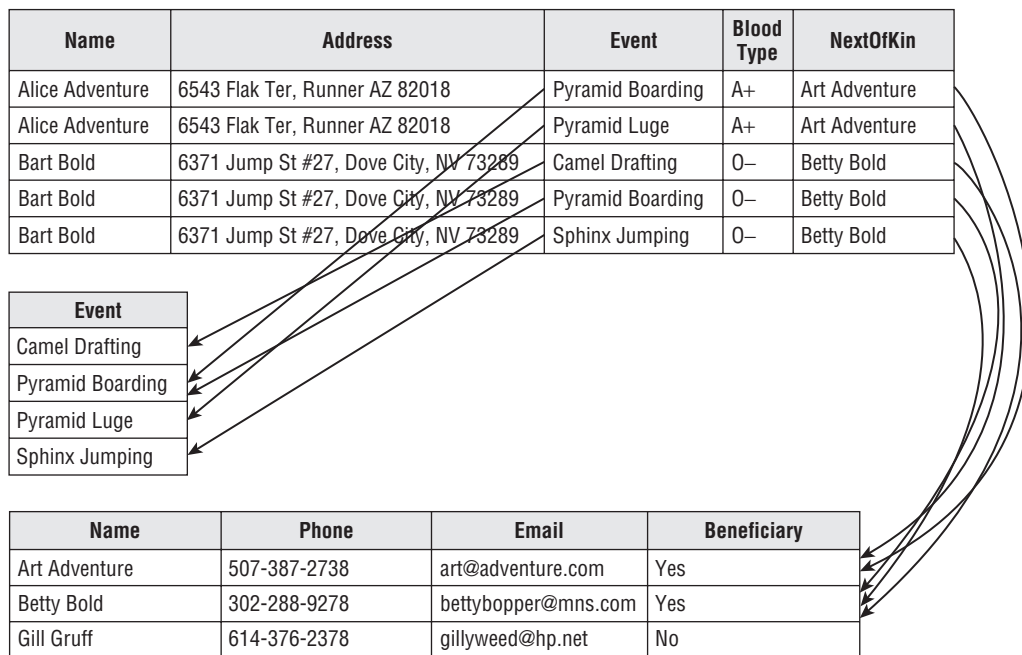 Name Address Event Blood Type NextOfKin
Alice Adventure 6543 Flak Ter, Runner AZ 82018 Pyramid Boarding A+ Art Adventure
Alice Adventure 6543 Flak Ter, Runner AZ 82018 Pyramid Luge A+ Art Adventure
Bart Bold 6371 Jump St #27, Dove City, NV 73289 Camel Drafting O– Betty Bold
Bart Bold 6371 Jump St #27, Dove City, NV 73289 Pyramid Boarding O– Betty Bold
Bart Bold 6371 Jump St #27, Dove City, NV 73289 Sphinx Jumping O– Betty Bold
Event
Camel Drafting
Pyramid Boarding
Pyramid Luge
Sphinx Jumping
Name Phone Email Beneficiary
Art Adventure 507-387-2738 art@adventure.com Yes
Betty Bold 302-288-9278 bettybopper@mns.com Yes
Gill Gruff 614-376-2378 gillyweed@hp.net No